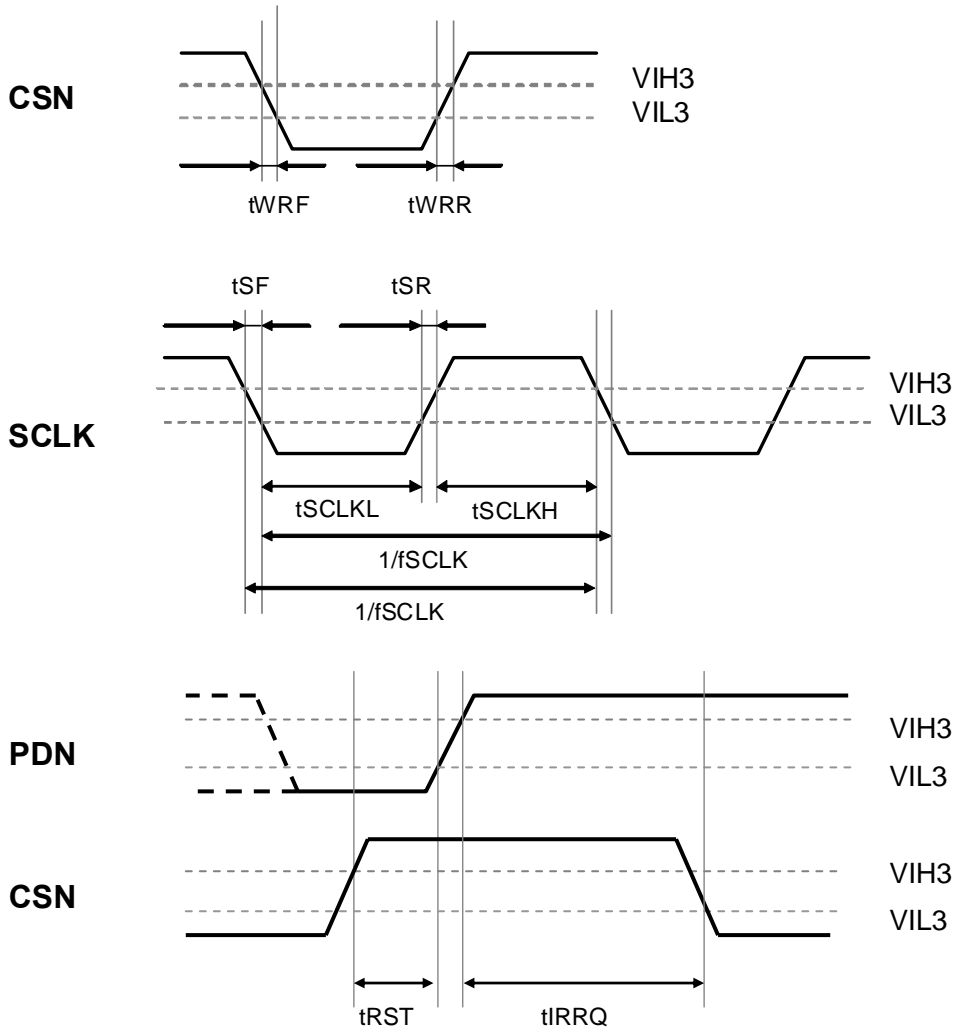 CSN
VIH3
VIL3
tWRF tWRR
tSF tSR
SCLK
VIH3
VIL3
tSCLKL tSCLKH
1/fSCLK
1/fSCLK
PDN
VIH3
VIL3
CSN
VIH3
VIL3
tRST tIRRQ